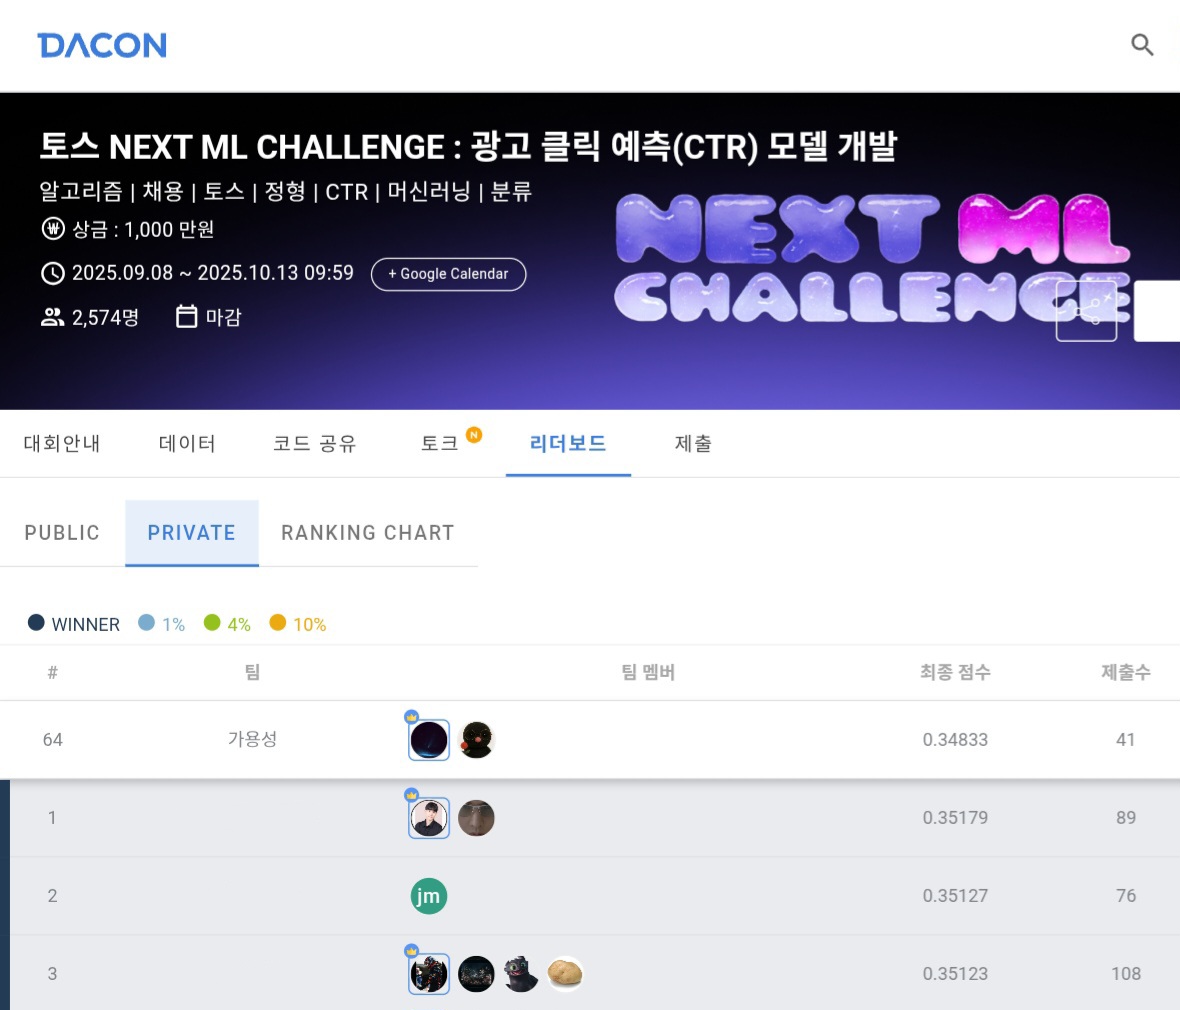 DACON
토스 NEXT ML CHALLENGE : 광고 클릭 예측(CTR) 모델 개발
알고리즘 | 채용 | 토스 | 정형 | CTR | 머신러닝 | 분류
상금 : 1,000 만원
2025.09.08 ~ 2025.10.13 09:59 + Google Calendar
2,574명 마감
NEXT ML
CHALLENGE
대회안내 데이터 코드 공유 토크 N 리더보드 제출
PUBLIC PRIVATE RANKING CHART
WINNER 1% 4% 10%
# 팀 팀 멤버 최종 점수 제출수
64 가용성 0.34833 41
1 0.35179 89
2 jm 0.35127 76
3 0.35123 108